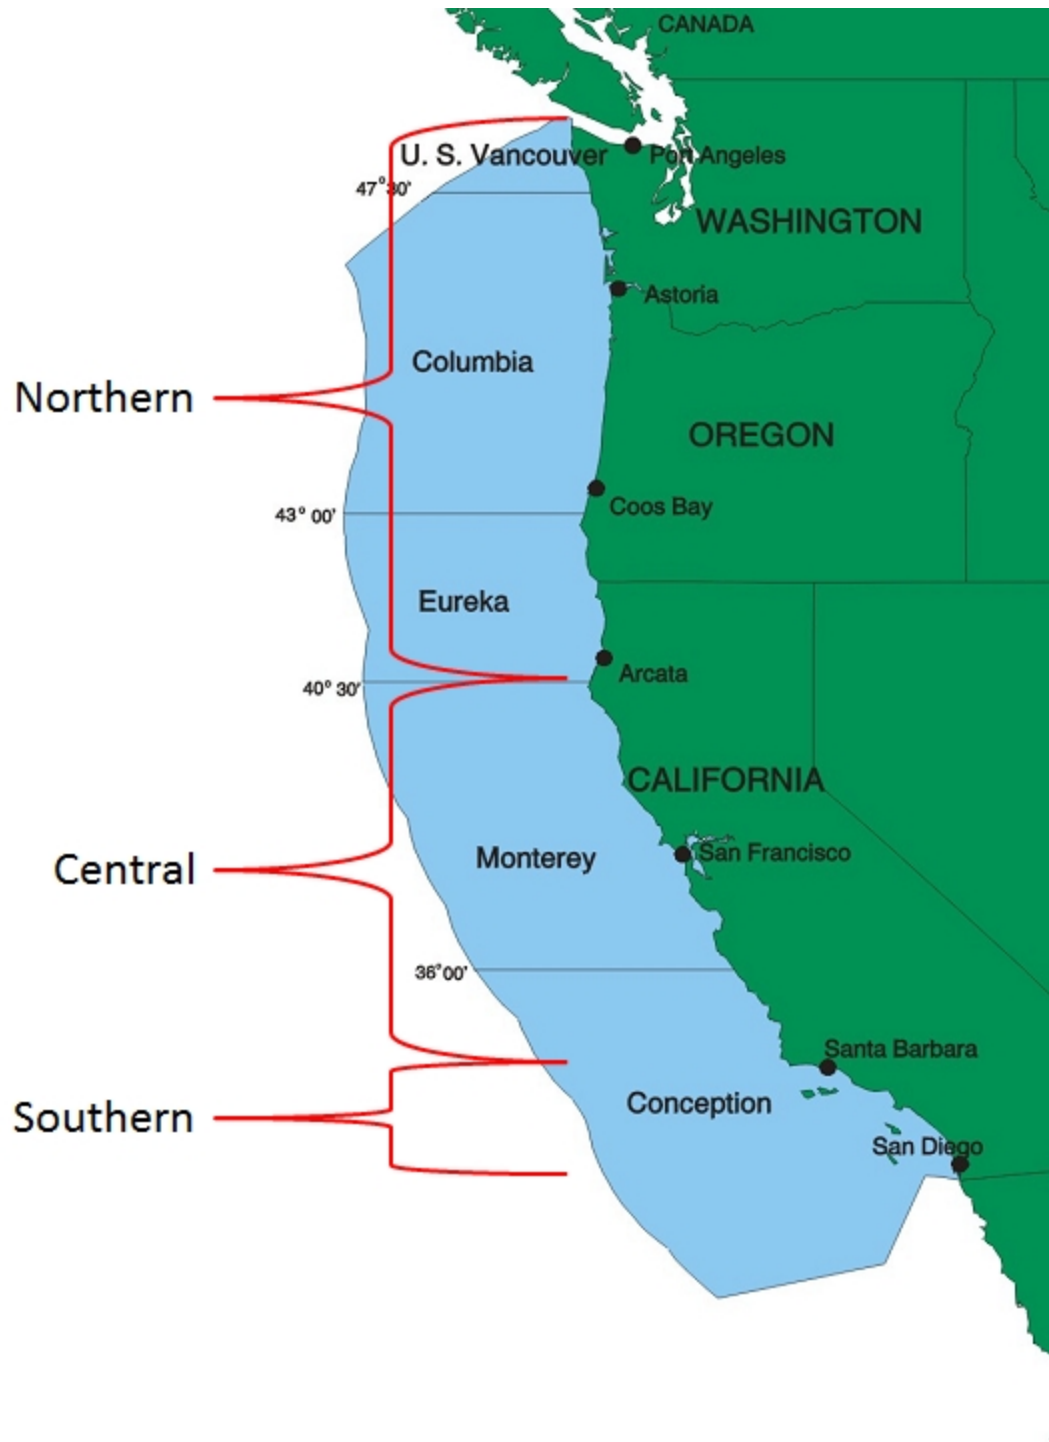 CANADA
U. S. Vancouver
Port Angeles
47°30'
WASHINGTON
Astoria
Columbia
Northern
OREGON
Coos Bay
43° 00'
Eureka
Arcata
40° 30'
CALIFORNIA
San Francisco
Monterey
Central
36°00'
Santa Barbara
Conception
Southern
San Diego